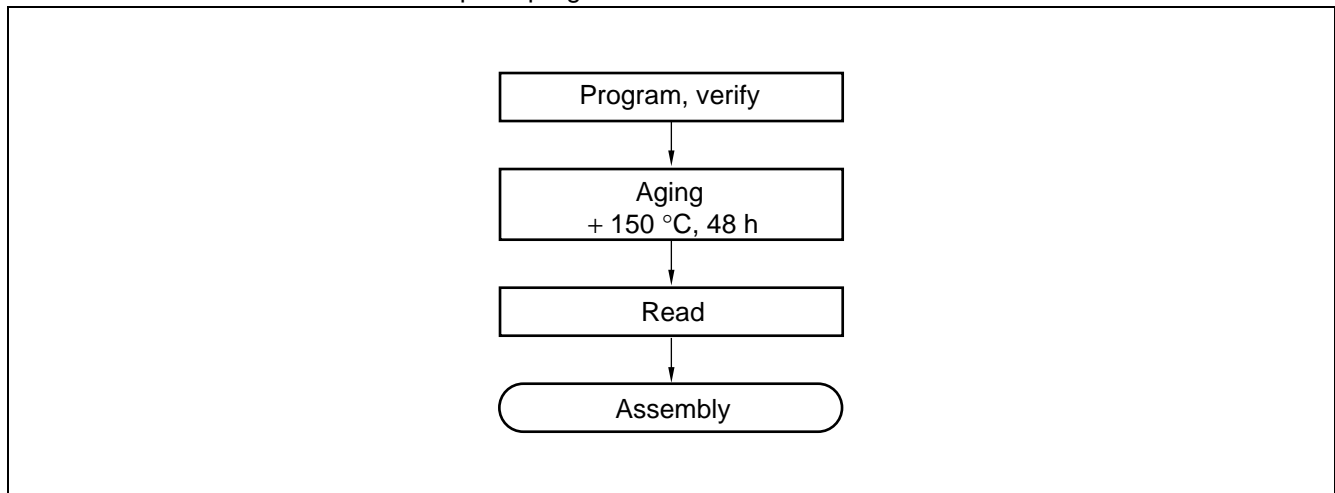 Program, verify
Aging
+ 150 °C, 48 h
Read
Assembly